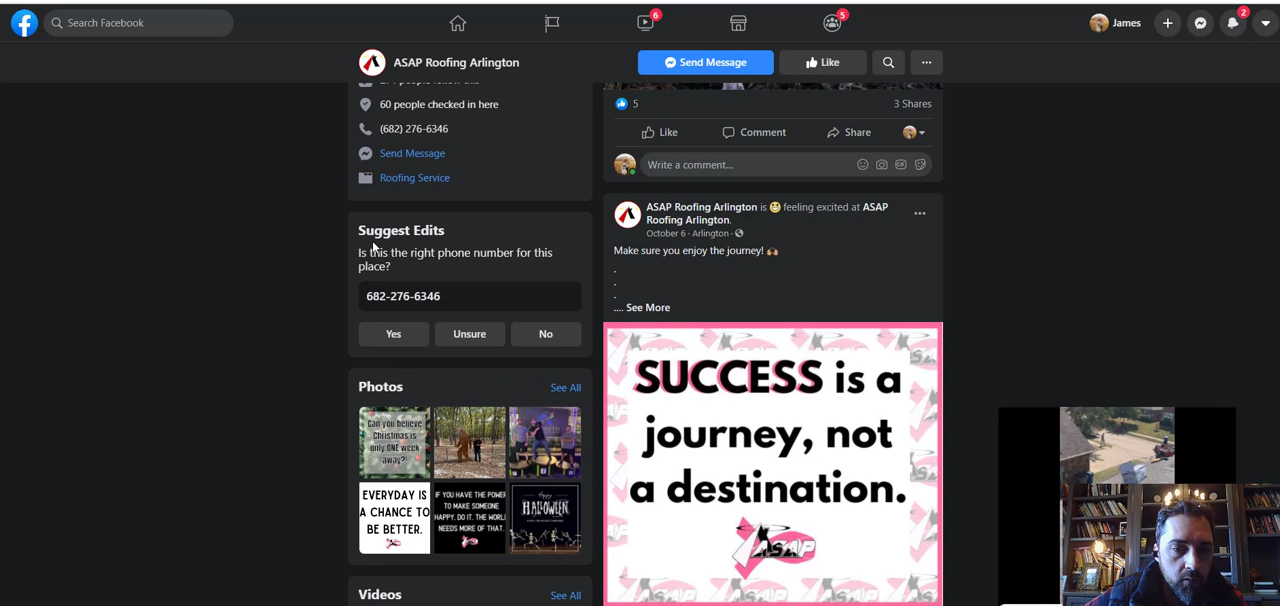 Search Facebook
6
5
James
2
ASAP Roofing Arlington
Send Message
Like
60 people checked in here
(682) 276-6346
Send Message
Roofing Service
Suggest Edits
Is this the right phone number for this
place?
682-276-6346
Yes
Unsure
No
Photos
See All
Can you believe
Christmas is
only ONE week
away?!
EVERYDAY IS
A CHANCE TO
BE BETTER.
IF YOU HAVE THE POWER
TO MAKE SOMEONE
HAPPY, DO IT. THE WORLD
NEEDS MORE OF THAT.
Happy
HALLOWEEN
Videos
See All
5
3 Shares
Like
Comment
Share
Write a comment...
GIF
ASAP Roofing Arlington is feeling excited at ASAP
Roofing Arlington.
October 6 · Arlington ·
Make sure you enjoy the journey!
.
.
.
.... See More
SUCCESS is a
journey, not
a destination.
ASAP